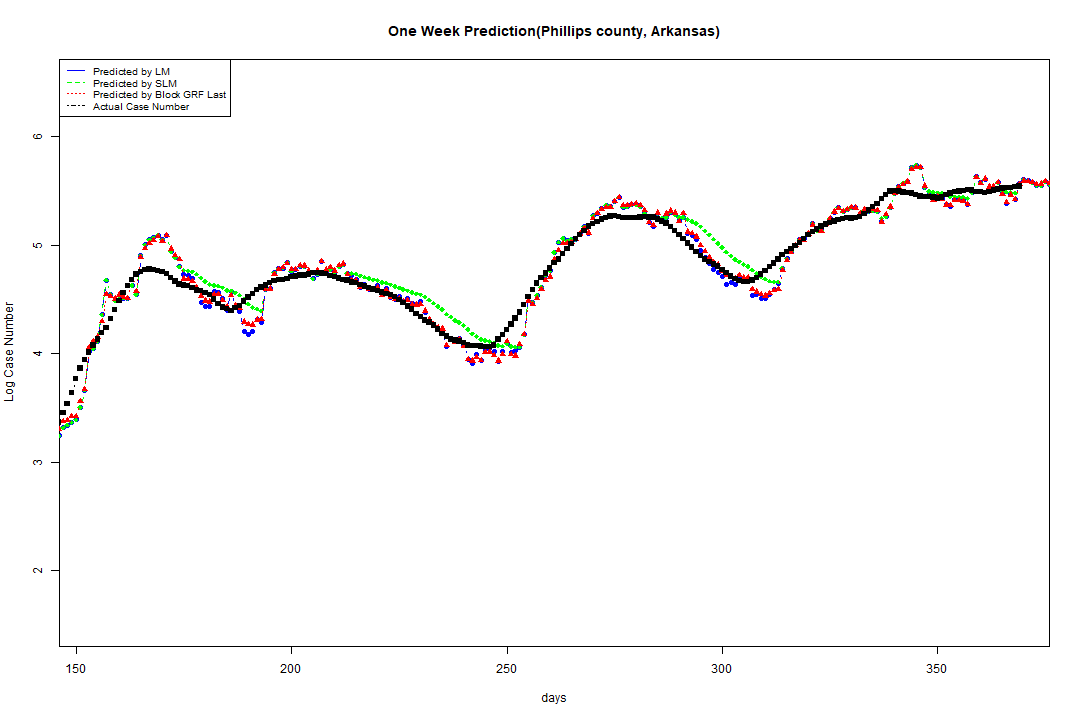 One Week Prediction(Phillips county, Arkansas)
Predicted by LM
Predicted by SLM
Predicted by Block GRF Last
Actual Case Number
Log Case Number
6
5
4
3
2
150 200 250 300 350
days